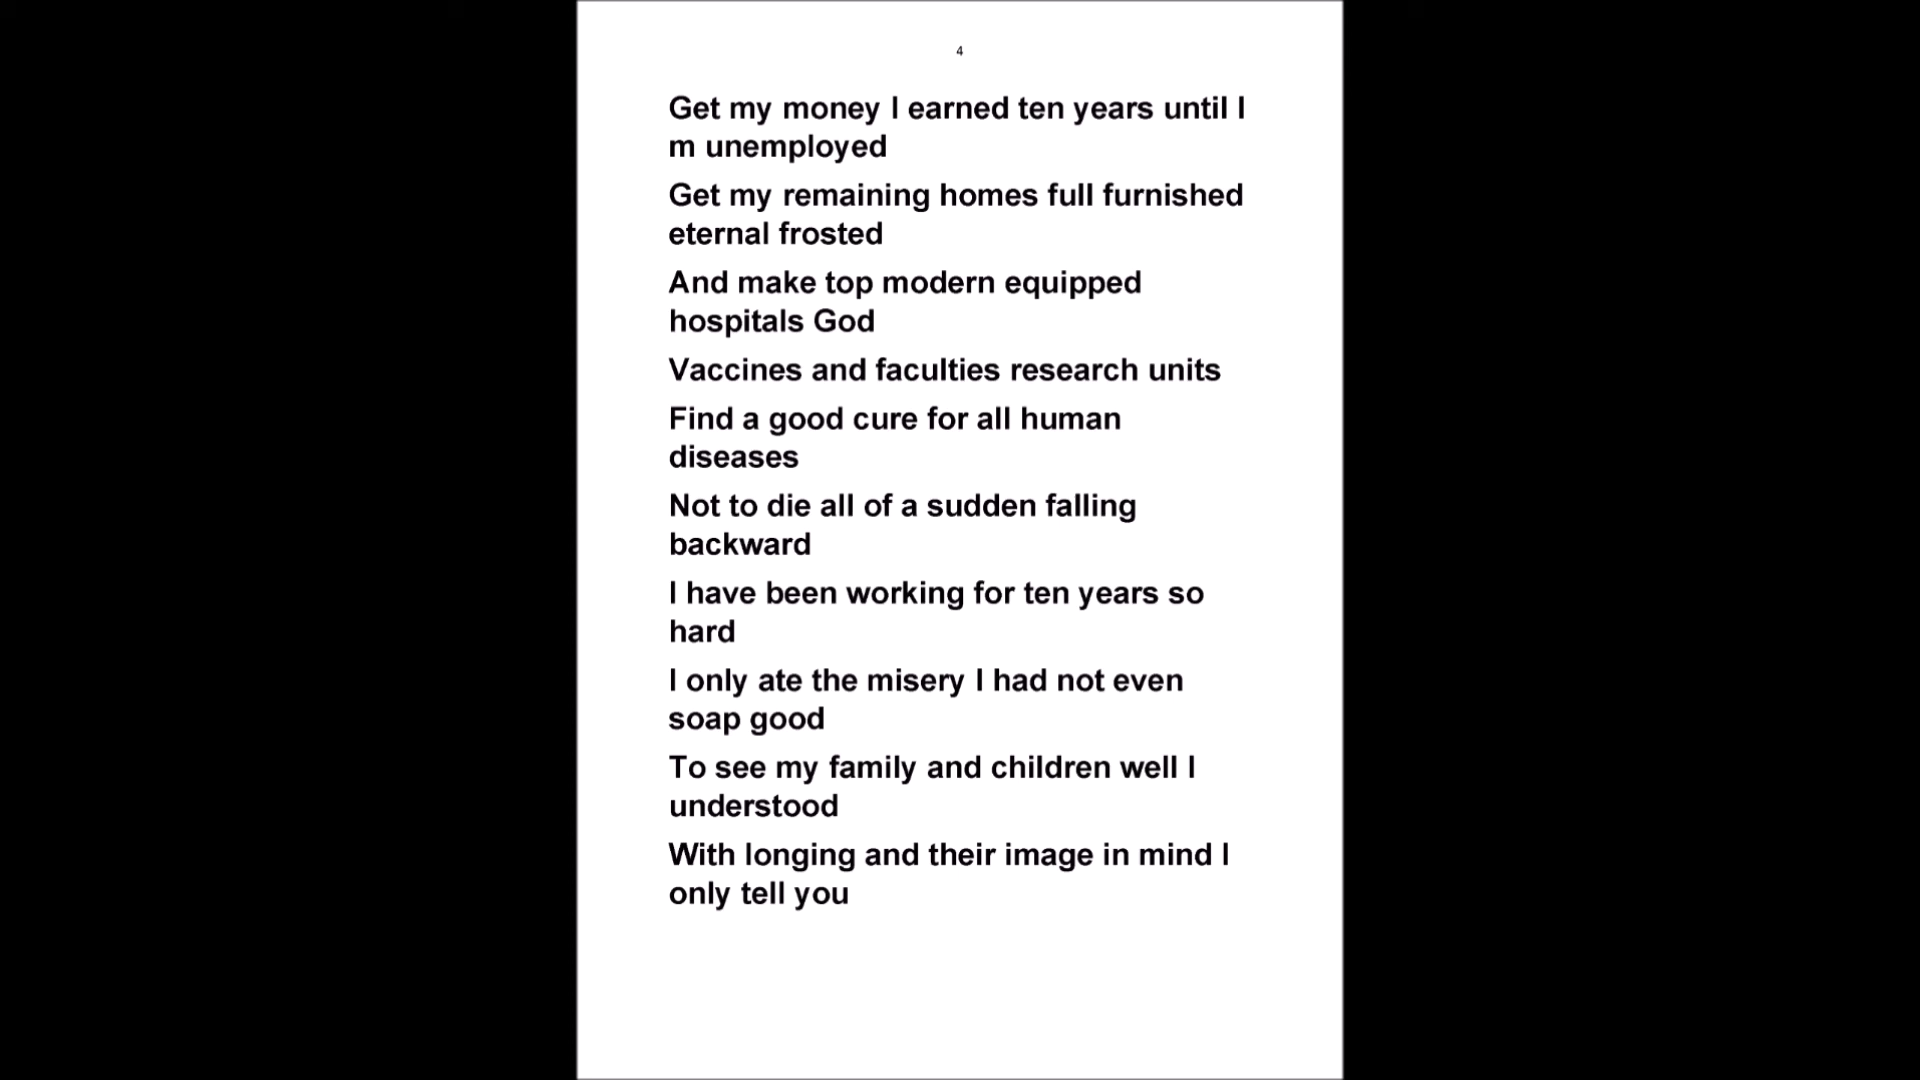 4
Get my money I earned ten years until I
m unemployed
Get my remaining homes full furnished
eternal frosted
And make top modern equipped
hospitals God
Vaccines and faculties research units
Find a good cure for all human
diseases
Not to die all of a sudden falling
backward
I have been working for ten years so
hard
I only ate the misery I had not even
soap good
To see my family and children well I
understood
With longing and their image in mind I
only tell you